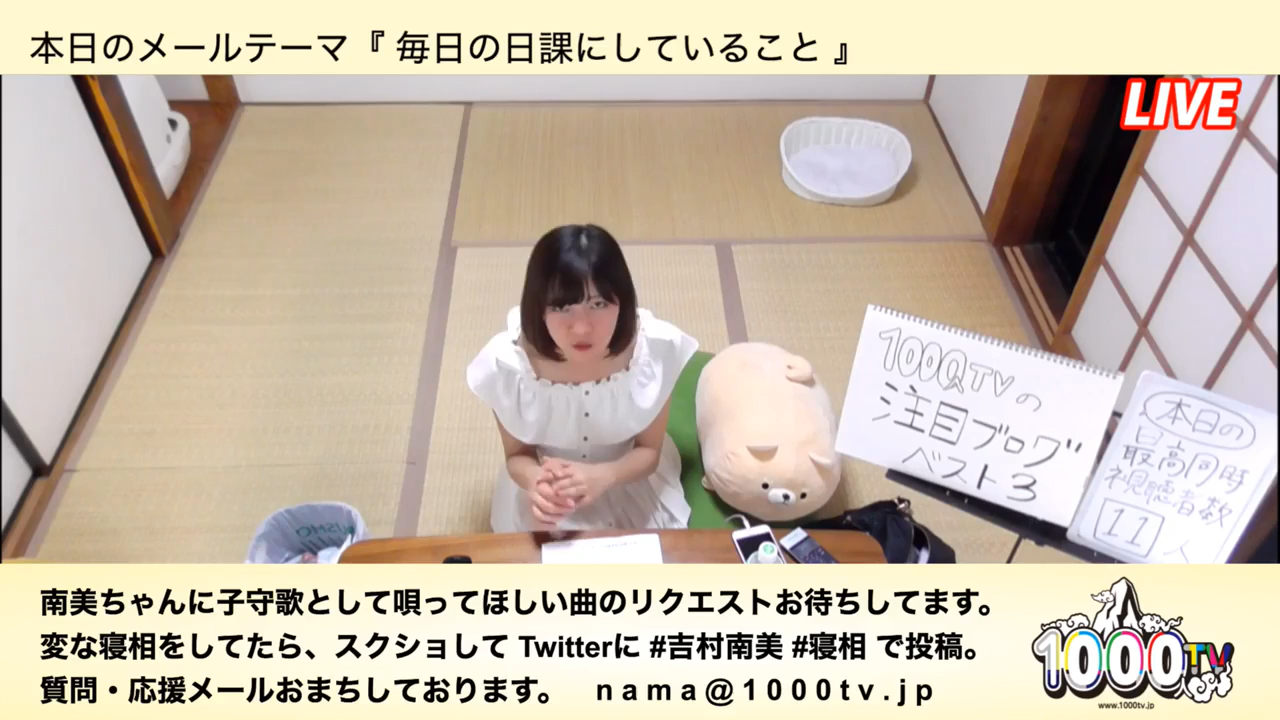 本日のメールテーマ『 毎日の日課にしていること 』
LIVE
1000人TVの
注目ブログ
ベスト3
本日の
最高同時
視聴者数
11人
南美ちゃんに子守歌として唄ってほしい曲のリクエストお待ちしてます。
変な寝相をしてたら、スクショして Twitterに #吉村南美 #寝相 で投稿。
質問・応援メールおまちしております。 nama@1000tv.jp
1000TV
www.1000tv.jp